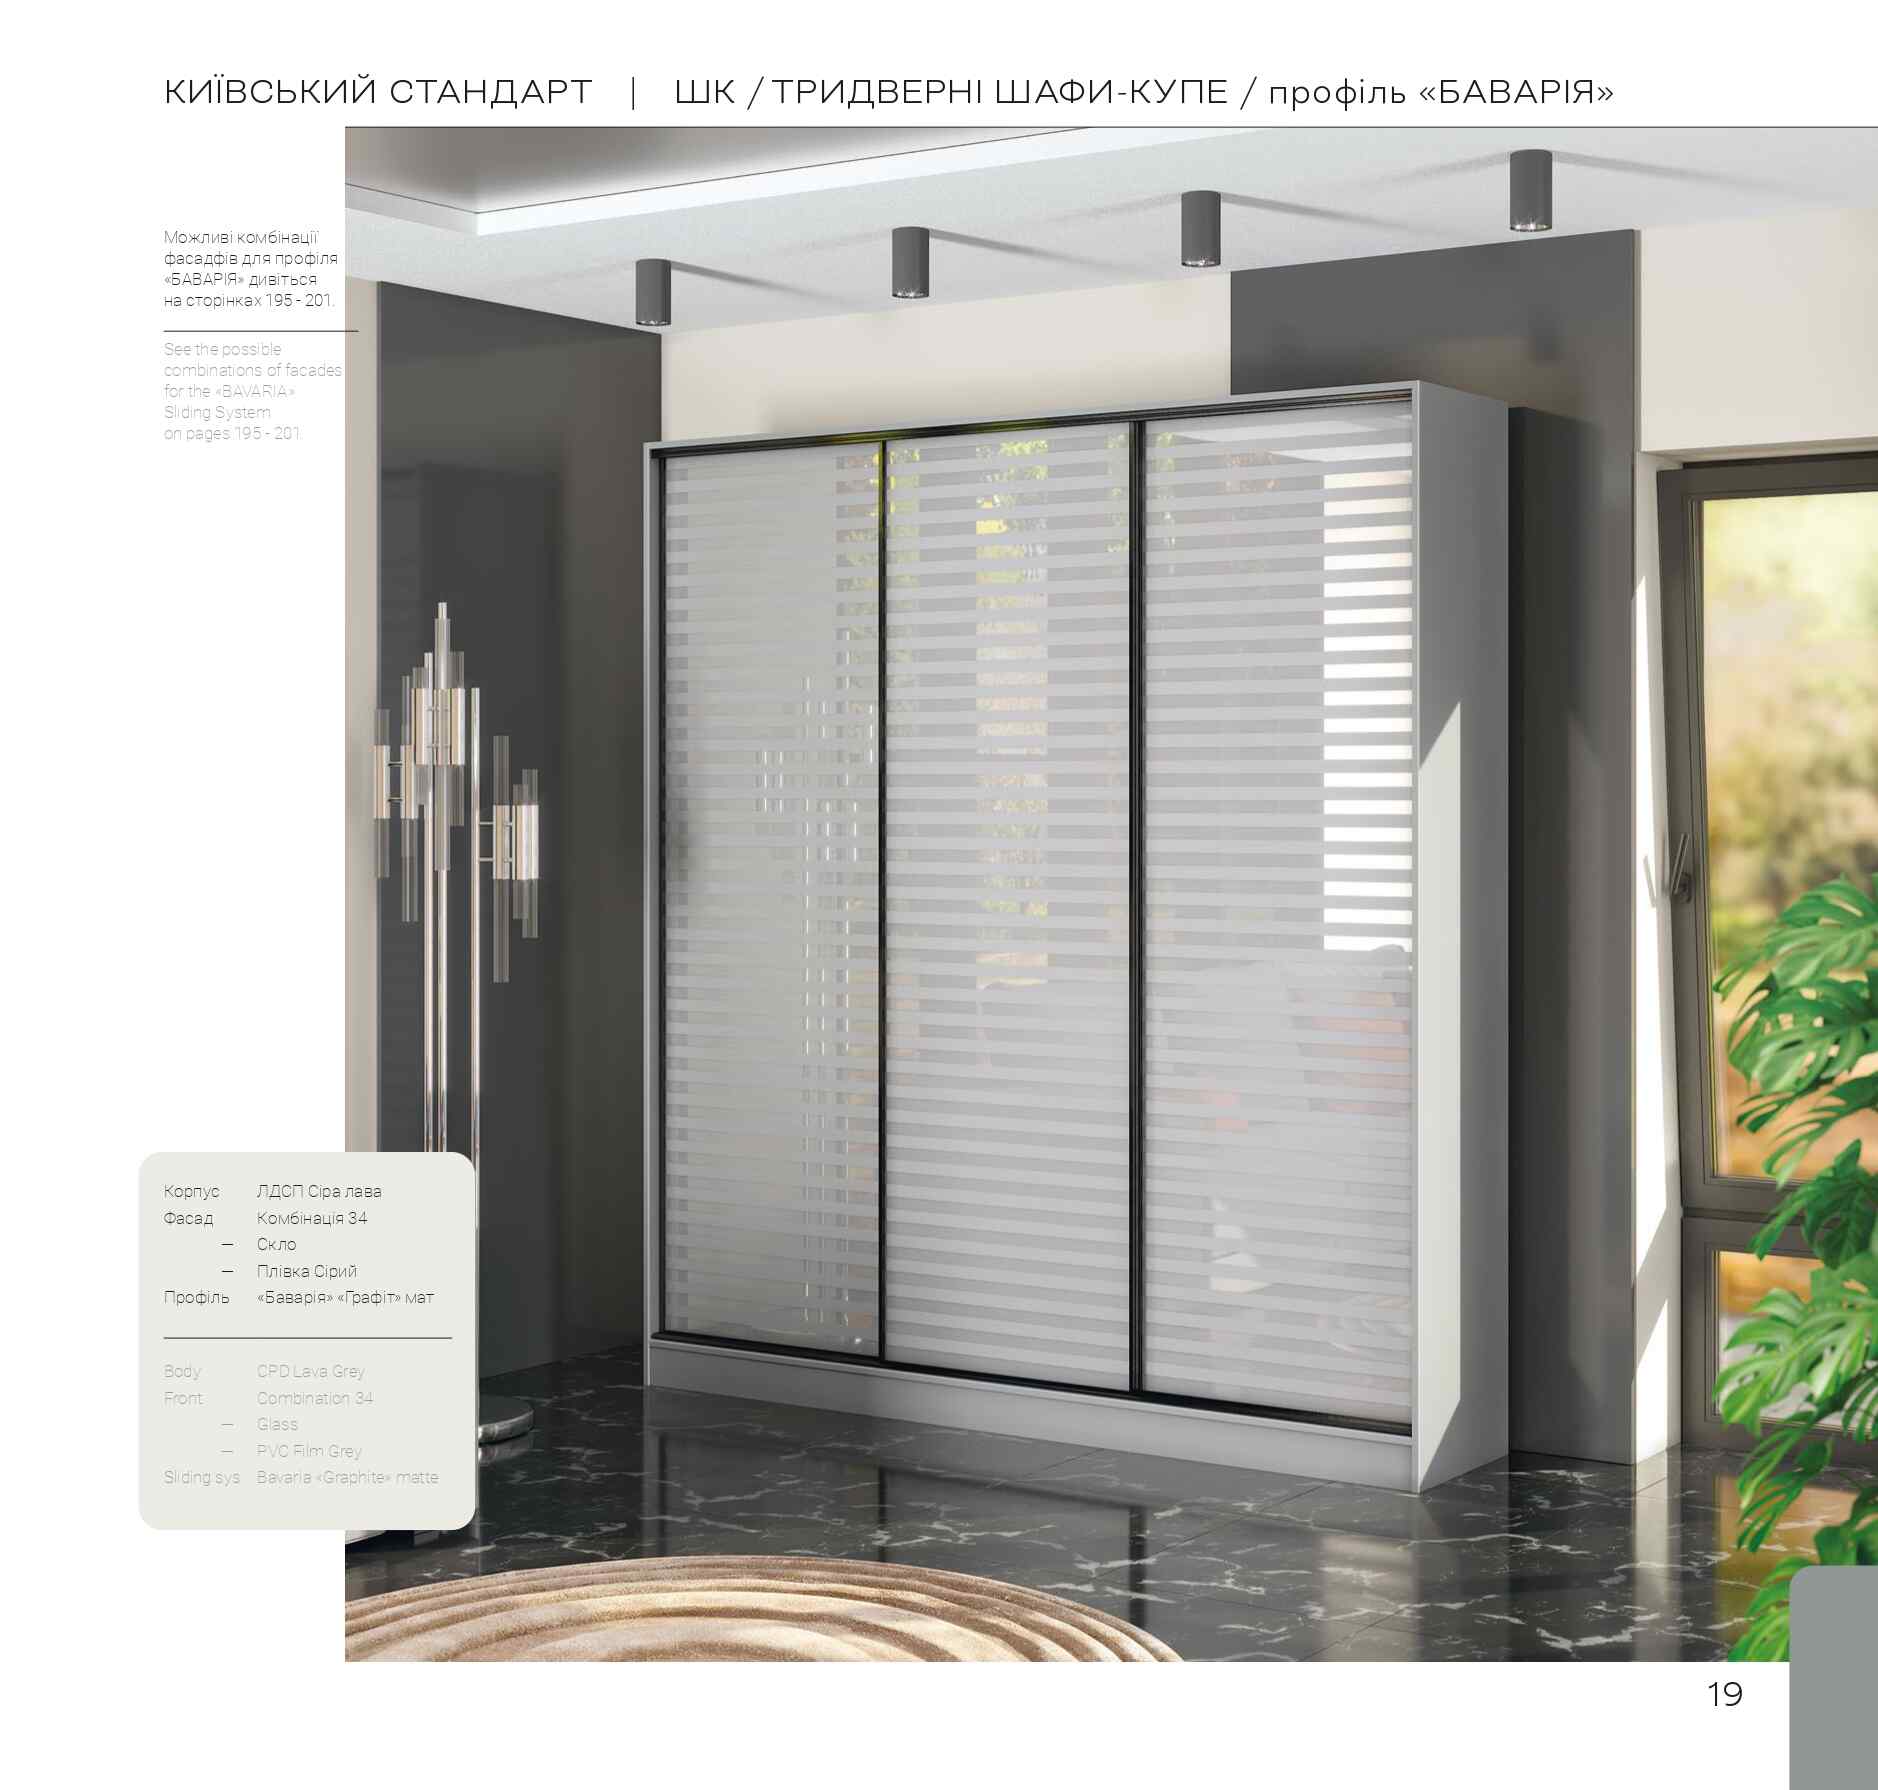 КИЇВСЬКИЙ СТАНДАРТ | ШК / ТРИДВЕРНІ ШАФИ-КУПЕ / профіль «БАВАРІЯ»
Можливі комбінації
фасадфів для профіля
«БАВАРІЯ» дивіться
на сторінках 195 - 201.
See the possible
combinations of facades
for the «BAVARIA»
Sliding System
on pages 195 - 201.
Корпус ЛДСП Сіра лава
Фасад Комбінація 34
— Скло
— Плівка Сірий
Профіль «Баварія» «Графіт» мат
Body CPD Lava Grey
Front Combination 34
— Glass
— PVC Film Grey
Sliding sys Bavaria «Graphite» matte
19